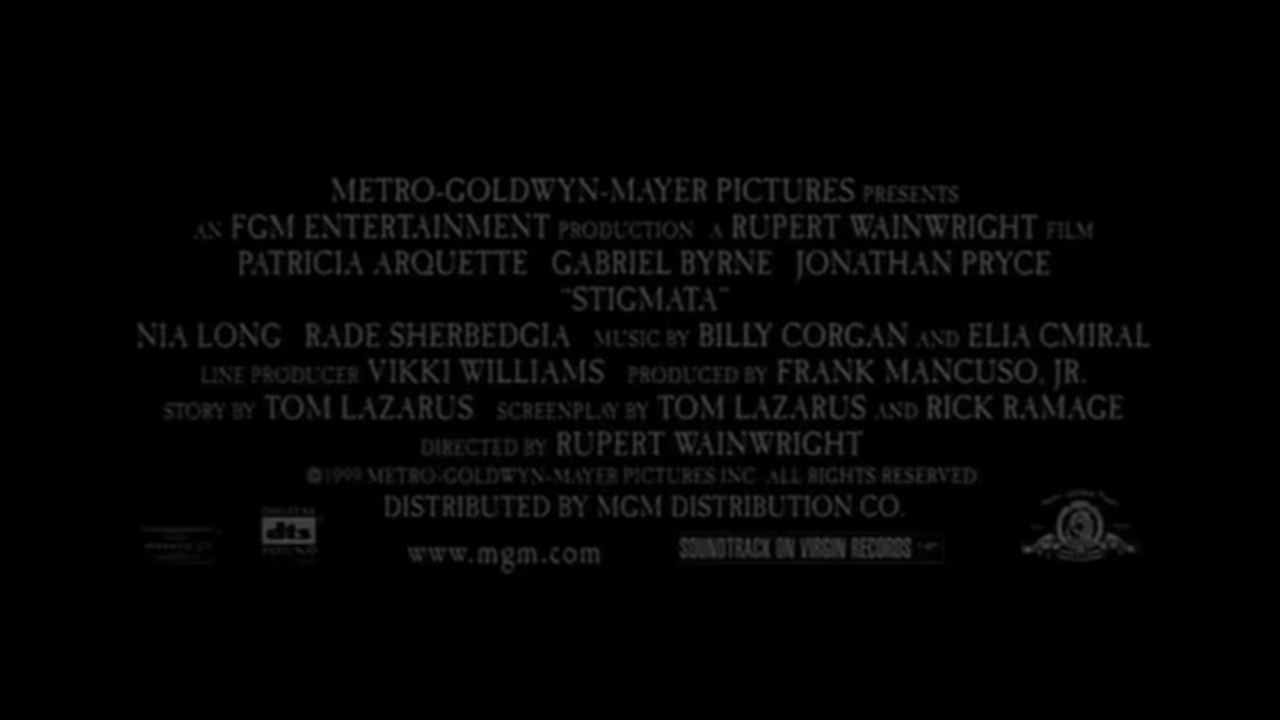 METRO-GOLDWYN-MAYER PICTURES PRESENTS
AN FGM ENTERTAINMENT PRODUCTION A RUPERT WAINWRIGHT FILM
PATRICIA ARQUETTE GABRIEL BYRNE JONATHAN PRYCE
"STIGMATA"
NIA LONG RADE SHERBEDGIA MUSIC BY BILLY CORGAN AND ELIA CMIRAL
LINE PRODUCER VIKKI WILLIAMS PRODUCED BY FRANK MANCUSO, JR.
STORY BY TOM LAZARUS SCREENPLAY BY TOM LAZARUS AND RICK RAMAGE
DIRECTED BY RUPERT WAINWRIGHT
©1999 METRO-GOLDWYN-MAYER PICTURES INC. ALL RIGHTS RESERVED
DISTRIBUTED BY MGM DISTRIBUTION CO.
DIGITAL
dts
www.mgm.com
SOUNDTRACK ON VIRGIN RECORDS